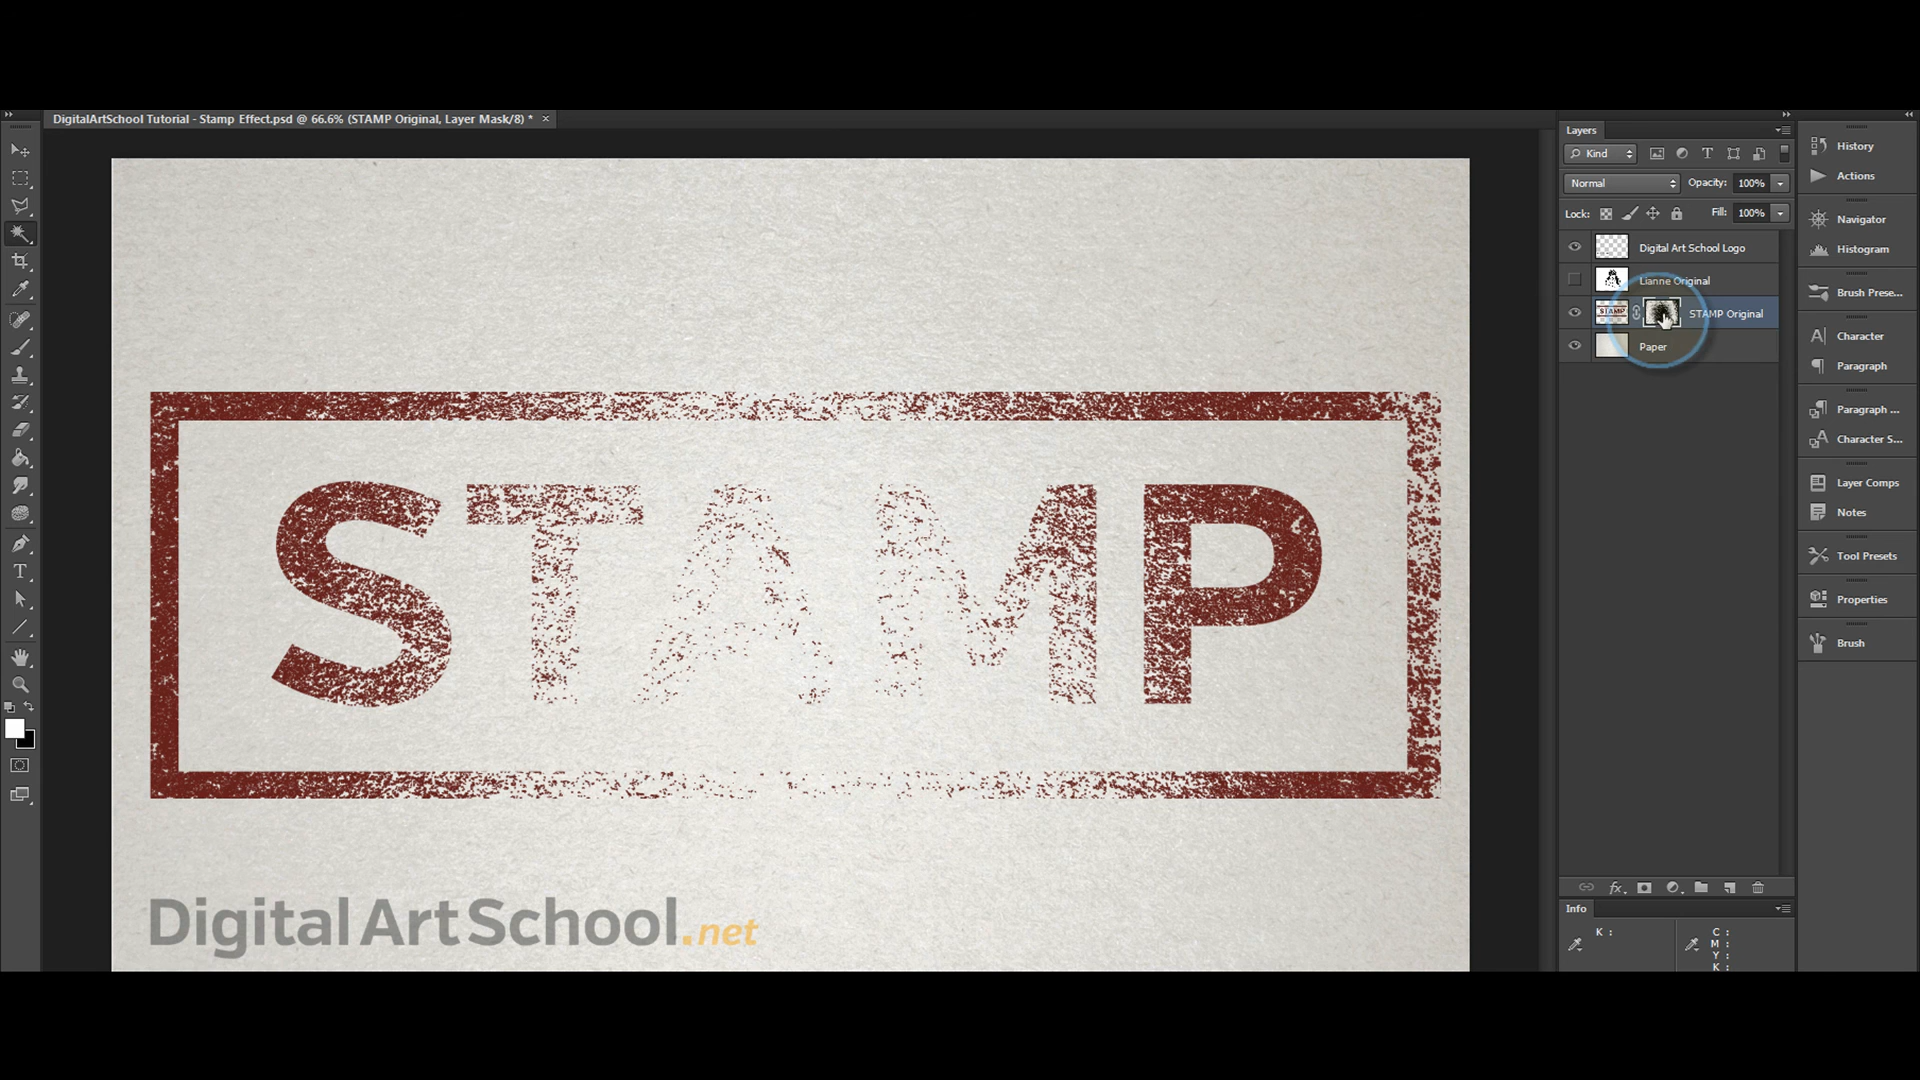 DigitalArtSchool Tutorial - Stamp Effect.psd @ 66.6% (STAMP Original, Layer Mask/8) *
Layers
Kind
Normal
Opacity: 100%
Lock:
Fill: 100%
Digital Art School Logo
Lianne Original
STAMP
STAMP Original
Paper
History
Actions
Navigator
Histogram
Brush Prese...
Character
Paragraph
Paragraph ...
Character S...
Layer Comps
Notes
Tool Presets
Properties
Brush
STAMP
DigitalArtSchool.net
Info
K :
C :
M :
Y :
K :